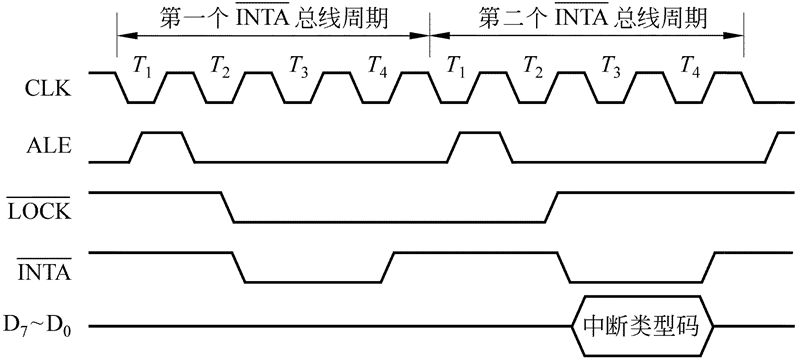 第一个 INTA 总线周期 第二个 INTA 总线周期
T1 T2 T3 T4 T1 T2 T3 T4
CLK
ALE
LOCK
INTA
D7~D0 中断类型码